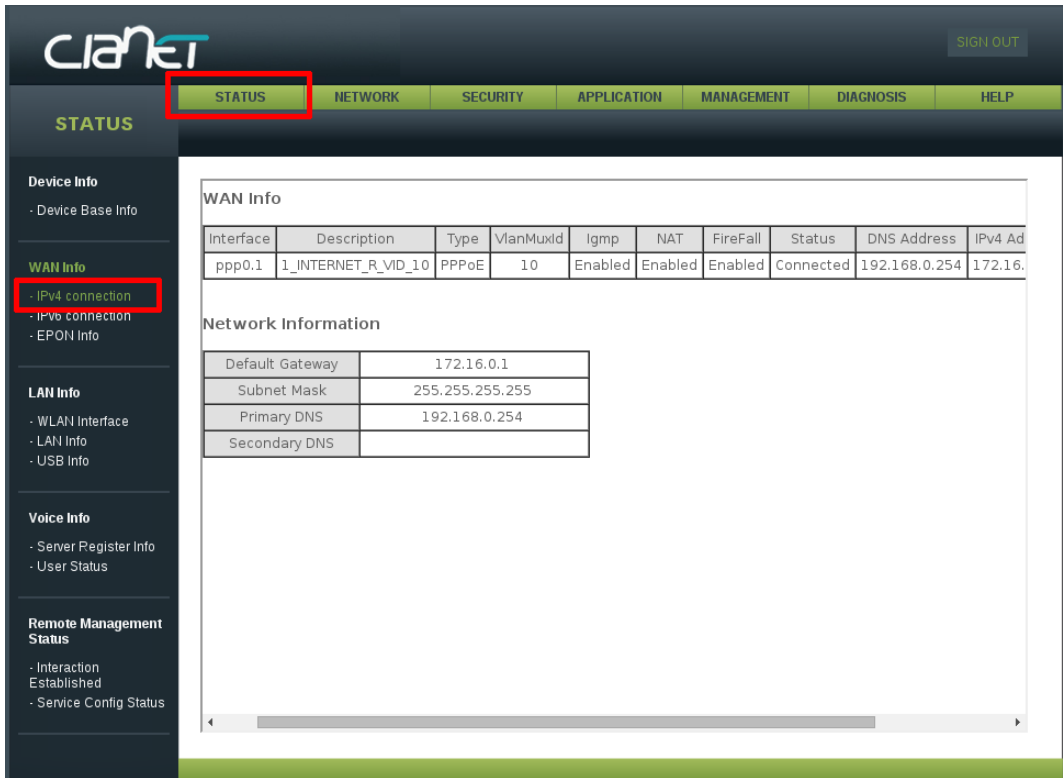 CIANET
SIGN OUT
STATUS NETWORK SECURITY APPLICATION MANAGEMENT DIAGNOSIS HELP
STATUS
Device Info
- Device Base Info
WAN Info
- IPv4 connection
- IPv6 connection
- EPON Info
LAN Info
- WLAN Interface
- LAN Info
- USB Info
Voice Info
- Server Register Info
- User Status
Remote Management
Status
- Interaction
Established
- Service Config Status
WAN Info
Interface Description Type VlanMuxId Igmp NAT FireFall Status DNS Address IPv4 Ad
ppp0.1 1_INTERNET_R_VID_10 PPPoE 10 Enabled Enabled Enabled Connected 192.168.0.254 172.16.
Network Information
Default Gateway 172.16.0.1
Subnet Mask 255.255.255.255
Primary DNS 192.168.0.254
Secondary DNS